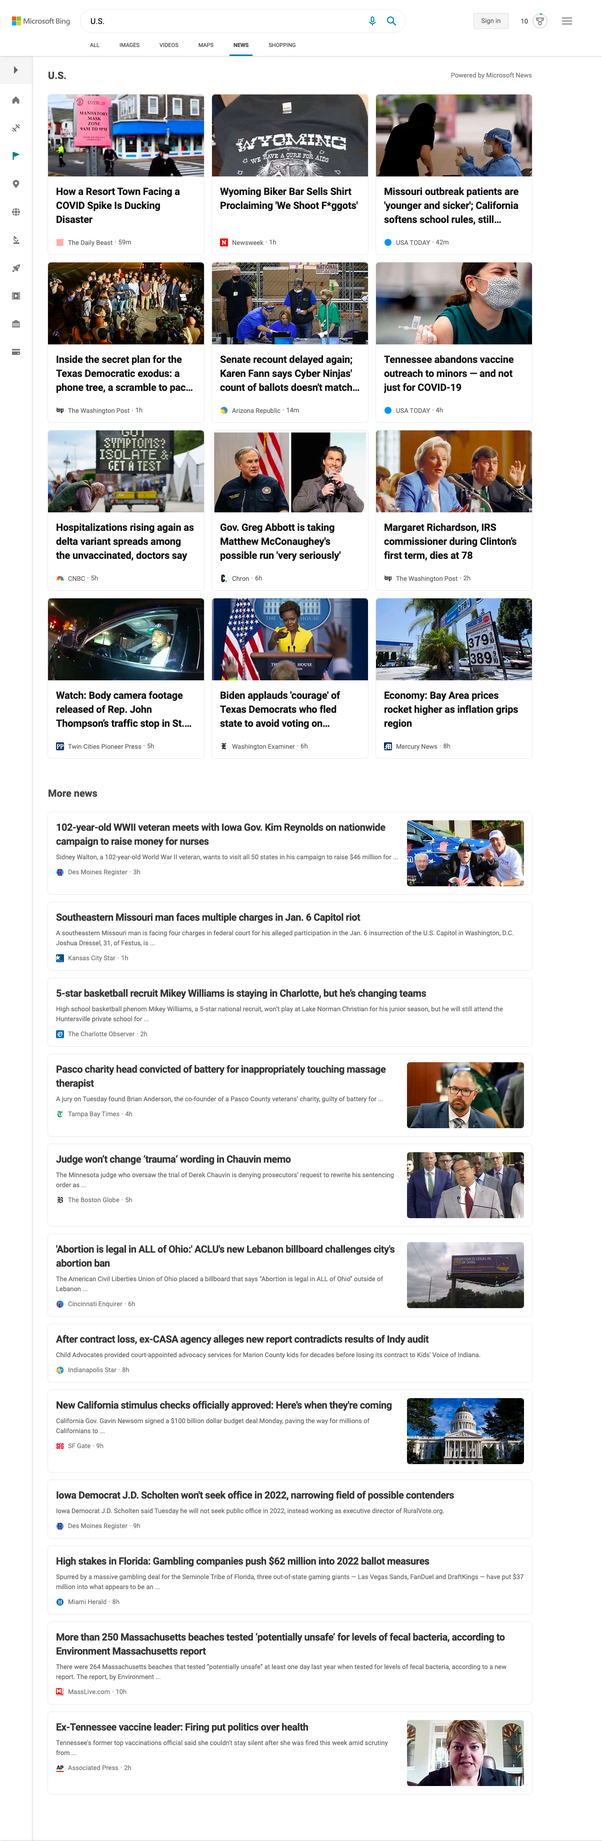 Microsoft Bing
U.S.
Sign in
10
ALL IMAGES VIDEOS MAPS NEWS SHOPPING
U.S.
Powered by Microsoft News
MANDATORY
MASK
ZONE
9AM TO 9PM
How a Resort Town Facing a
COVID Spike Is Ducking
Disaster
The Daily Beast · 59m
WYOMING
WE HAVE A CURE FOR AIDS
Wyoming Biker Bar Sells Shirt
Proclaiming 'We Shoot F*ggots'
Newsweek · 1h
Missouri outbreak patients are
'younger and sicker'; California
softens school rules, still...
USA TODAY · 42m
Inside the secret plan for the
Texas Democratic exodus: a
phone tree, a scramble to pac...
The Washington Post · 1h
Senate recount delayed again;
Karen Fann says Cyber Ninjas'
count of ballots doesn't match...
Arizona Republic · 14m
Tennessee abandons vaccine
outreach to minors — and not
just for COVID-19
USA TODAY · 4h
GOT
SYMPTOMS?
ISOLATE &
GET A TEST
Hospitalizations rising again as
delta variant spreads among
the unvaccinated, doctors say
CNBC · 5h
Gov. Greg Abbott is taking
Matthew McConaughey's
possible run 'very seriously'
Chron · 6h
Margaret Richardson, IRS
commissioner during Clinton's
first term, dies at 78
The Washington Post · 2h
Watch: Body camera footage
released of Rep. John
Thompson's traffic stop in St....
Twin Cities Pioneer Press · 5h
Biden applauds 'courage' of
Texas Democrats who fled
state to avoid voting on...
Washington Examiner · 6h
379
389
Economy: Bay Area prices
rocket higher as inflation grips
region
Mercury News · 8h
More news
102-year-old WWII veteran meets with Iowa Gov. Kim Reynolds on nationwide
campaign to raise money for nurses
Sidney Walton, a 102-year-old World War II veteran, wants to visit all 50 states in his campaign to raise $46 million for ...
Des Moines Register · 3h
Southeastern Missouri man faces multiple charges in Jan. 6 Capitol riot
A southeastern Missouri man is facing four charges in federal court for his alleged participation in the Jan. 6 insurrection of the U.S. Capitol in Washington, D.C.
Joshua Dressel, 31, of Festus, is ...
Kansas City Star · 1h
5-star basketball recruit Mikey Williams is staying in Charlotte, but he's changing teams
High school basketball phenom Mikey Williams, a 5-star national recruit, won't play at Lake Norman Christian for his junior season, but he will still attend the
Huntersville private school for ...
The Charlotte Observer · 2h
Pasco charity head convicted of battery for inappropriately touching massage
therapist
A jury on Tuesday found Brian Anderson, the co-founder of a Pasco County veterans' charity, guilty of battery for ...
Tampa Bay Times · 4h
Judge won't change 'trauma' wording in Chauvin memo
The Minnesota judge who oversaw the trial of Derek Chauvin is denying prosecutors' request to rewrite his sentencing
order as ...
The Boston Globe · 5h
'Abortion is legal in ALL of Ohio:' ACLU's new Lebanon billboard challenges city's
abortion ban
The American Civil Liberties Union of Ohio placed a billboard that says "Abortion is legal in ALL of Ohio" outside of
Lebanon ...
Cincinnati Enquirer · 6h
After contract loss, ex-CASA agency alleges new report contradicts results of Indy audit
Child Advocates provided court-appointed advocacy services for Marion County kids for decades before losing its contract to Kids' Voice of Indiana.
Indianapolis Star · 8h
New California stimulus checks officially approved: Here's when they're coming
California Gov. Gavin Newsom signed a $100 billion dollar budget deal Monday, paving the way for millions of
Californians to ...
SF Gate · 9h
Iowa Democrat J.D. Scholten won't seek office in 2022, narrowing field of possible contenders
Iowa Democrat J.D. Scholten said Tuesday he will not seek public office in 2022, instead working as executive director of RuralVote.org.
Des Moines Register · 9h
High stakes in Florida: Gambling companies push $62 million into 2022 ballot measures
Spurred by a massive gambling deal for the Seminole Tribe of Florida, three out-of-state gaming giants — Las Vegas Sands, FanDuel and DraftKings — have put $37
million into what appears to be an ...
Miami Herald · 8h
More than 250 Massachusetts beaches tested 'potentially unsafe' for levels of fecal bacteria, according to
Environment Massachusetts report
There were 264 Massachusetts beaches that tested "potentially unsafe" at least one day last year when tested for levels of fecal bacteria, according to a new
report. The report, by Environment ...
MassLive.com · 10h
Ex-Tennessee vaccine leader: Firing put politics over health
Tennessee's former top vaccinations official said she couldn't stay silent after she was fired this week amid scrutiny
from ...
AP Associated Press · 2h